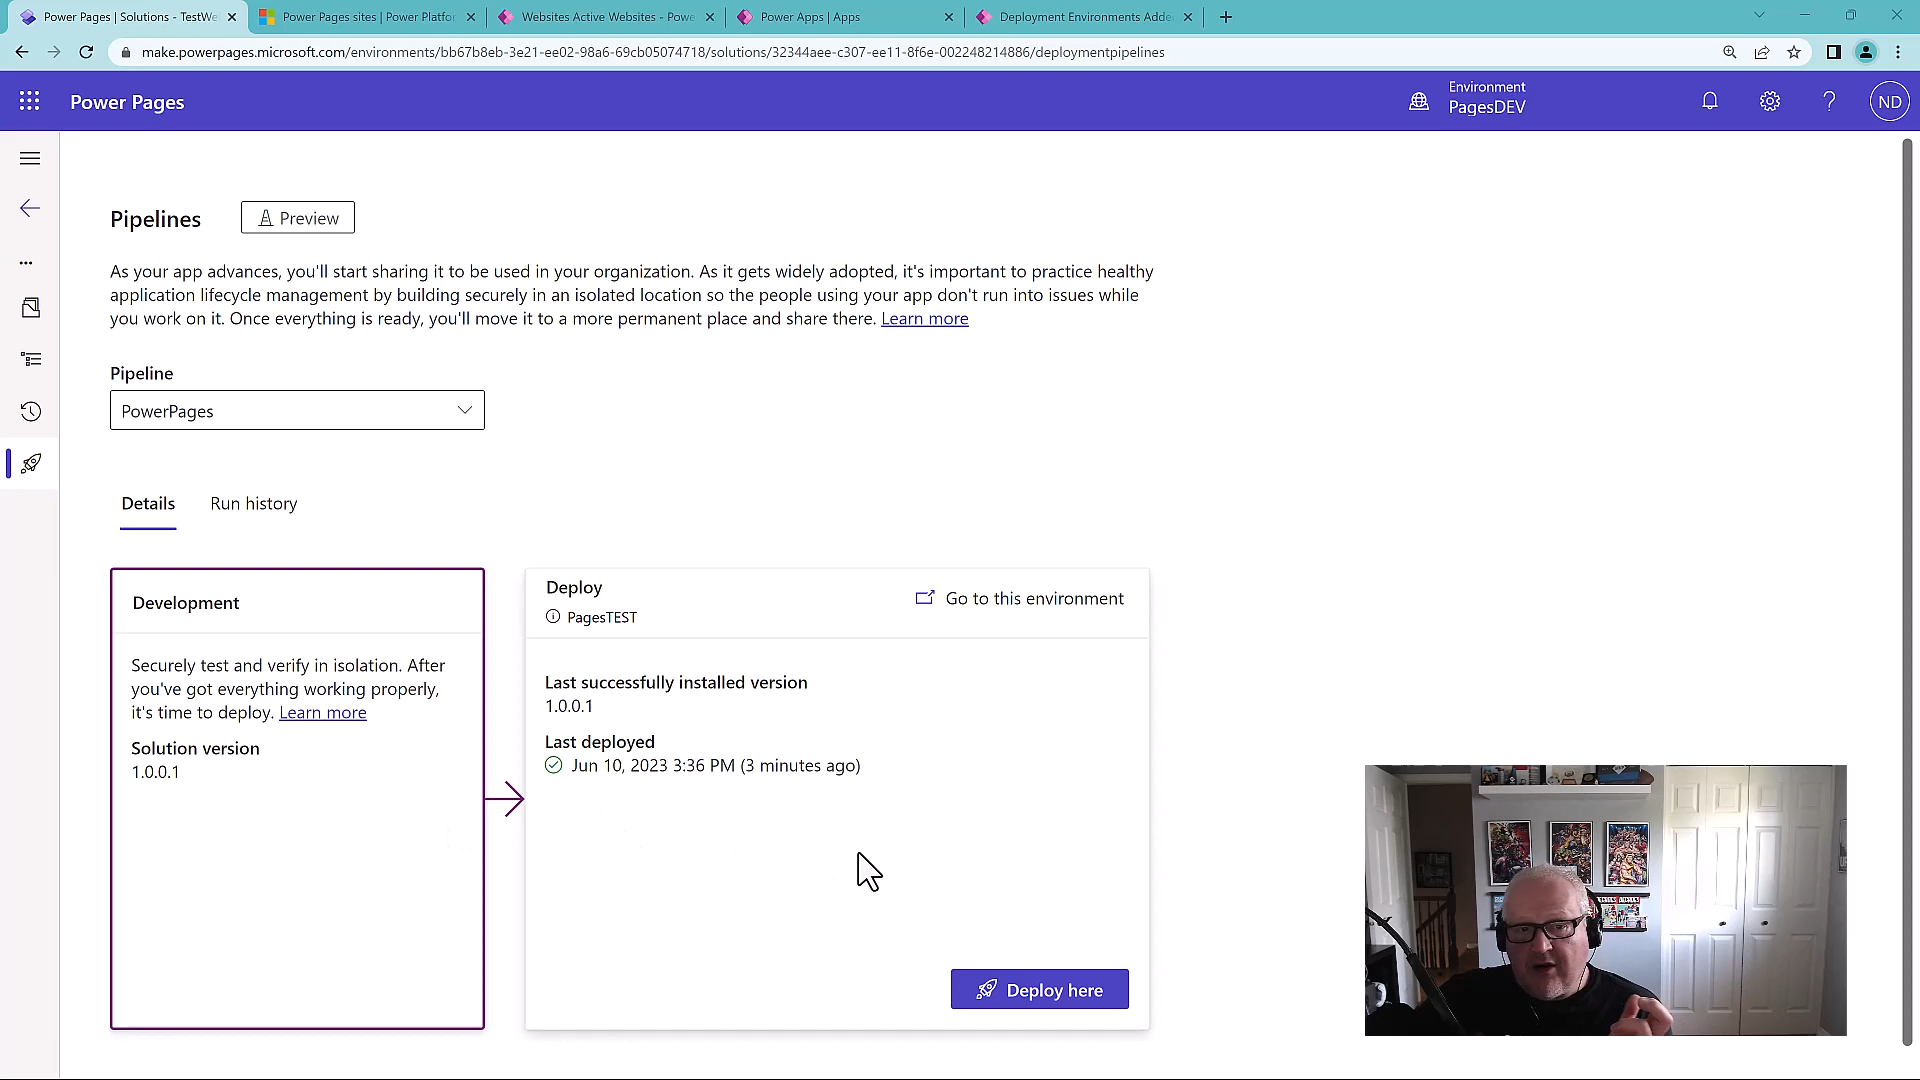 Power Pages | Solutions - TestWe
Power Pages sites | Power Platfo
Websites Active Websites - Powe
Power Apps | Apps
Deployment Environments Adde
make.powerpages.microsoft.com/environments/bb67b8eb-3e21-ee02-98a6-69cb05074718/solutions/32344aee-c307-ee11-8f6e-002248214886/deploymentpipelines
Power Pages
Environment
PagesDEV
ND
Pipelines
Preview
As your app advances, you'll start sharing it to be used in your organization. As it gets widely adopted, it's important to practice healthy
application lifecycle management by building securely in an isolated location so the people using your app don't run into issues while
you work on it. Once everything is ready, you'll move it to a more permanent place and share there. Learn more
Pipeline
PowerPages
Details
Run history
Development
Securely test and verify in isolation. After
you've got everything working properly,
it's time to deploy. Learn more
Solution version
1.0.0.1
Deploy
PagesTEST
Go to this environment
Last successfully installed version
1.0.0.1
Last deployed
Jun 10, 2023 3:36 PM (3 minutes ago)
Deploy here